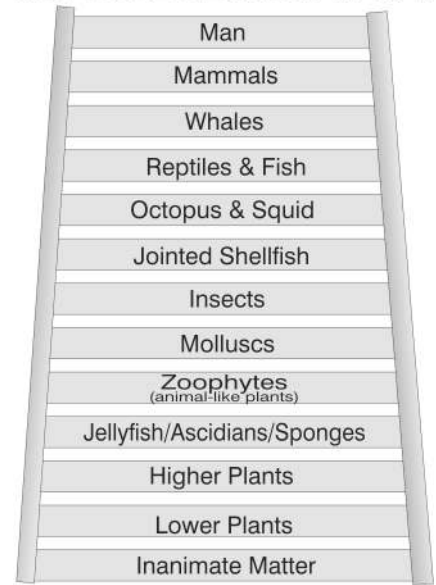 Man
Mammals
Whales
Reptiles & Fish
Octopus & Squid
Jointed Shellfish
Insects
Molluscs
Zoophytes
(animal-like plants)
Jellyfish/Ascidians/Sponges
Higher Plants
Lower Plants
Inanimate Matter